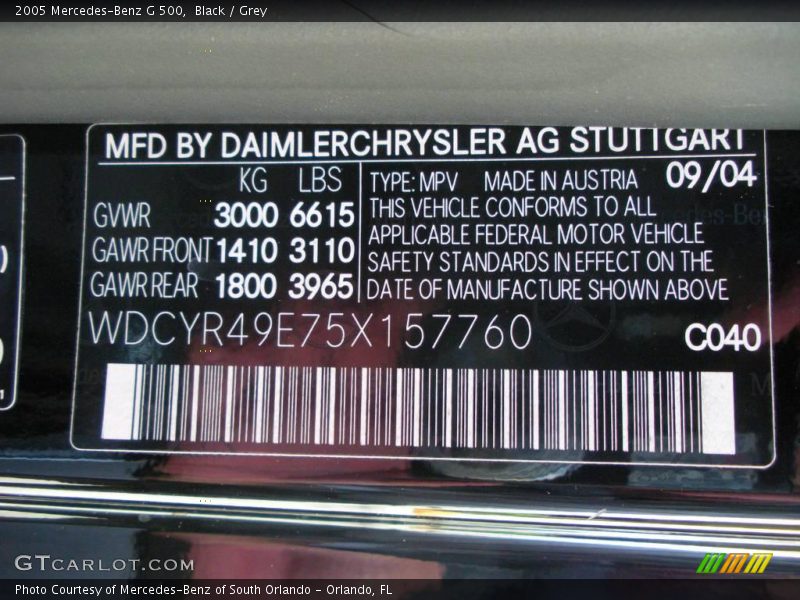 2005 Mercedes-Benz G 500,  Black / Grey
MFD BY DAIMLERCHRYSLER AG STUTTGART
KG LBS
GVWR 3000 6615
GAWR FRONT 1410 3110
GAWR REAR 1800 3965
TYPE: MPV MADE IN AUSTRIA 09/04
THIS VEHICLE CONFORMS TO ALL
APPLICABLE FEDERAL MOTOR VEHICLE
SAFETY STANDARDS IN EFFECT ON THE
DATE OF MANUFACTURE SHOWN ABOVE
WDCYR49E75X157760 C040
GTCARLOT.COM
Photo Courtesy of Mercedes-Benz of South Orlando - Orlando, FL